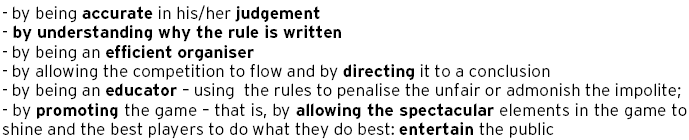 - by being accurate in his/her judgement
- by understanding why the rule is written
- by being an efficient organiser
- by allowing the competition to flow and by directing it to a conclusion
- by being an educator – using  the rules to penalise the unfair or admonish the impolite;
- by promoting the game – that is, by allowing the spectacular elements in the game to
shine and the best players to do what they do best: entertain the public